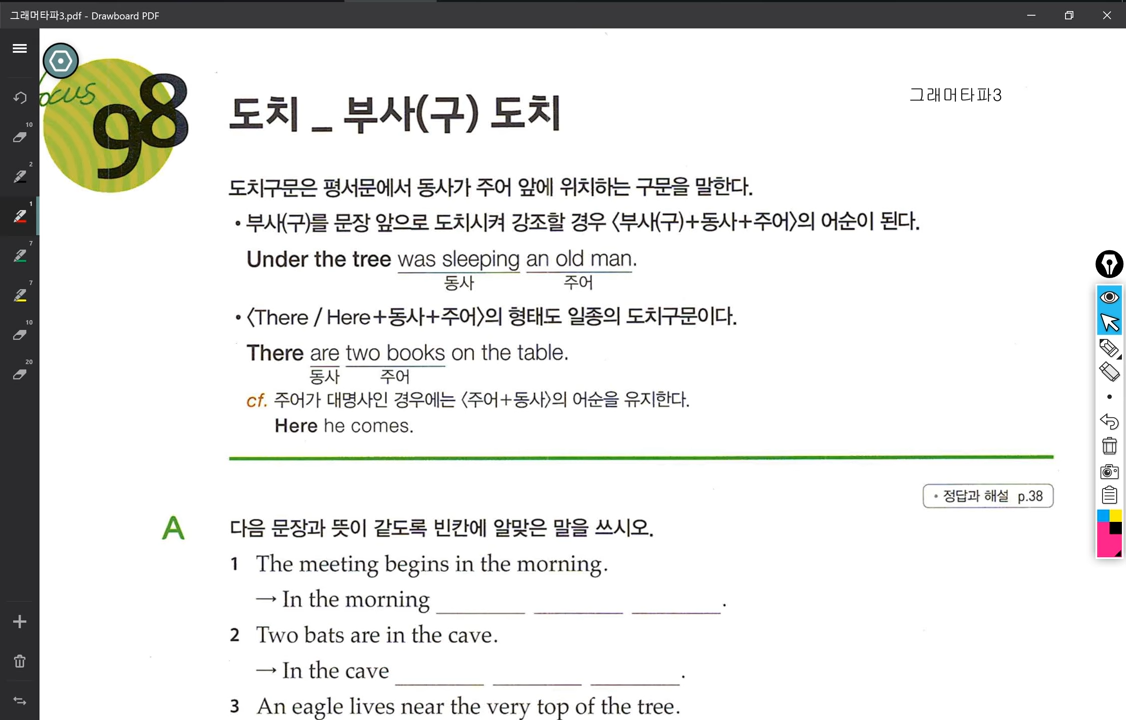 그래머타파3.pdf - Drawboard PDF
98
도치 _ 부사(구) 도치
그래머타파3
도치구문은 평서문에서 동사가 주어 앞에 위치하는 구문을 말한다.
• 부사(구)를 문장 앞으로 도치시켜 강조할 경우 〈부사(구)+동사+주어〉의 어순이 된다.
Under the tree was sleeping an old man.
동사 주어
• 〈There / Here+동사+주어〉의 형태도 일종의 도치구문이다.
There are two books on the table.
동사 주어
cf. 주어가 대명사인 경우에는 〈주어+동사〉의 어순을 유지한다.
Here he comes.
• 정답과 해설 p.38
A 다음 문장과 뜻이 같도록 빈칸에 알맞은 말을 쓰시오.
1 The meeting begins in the morning.
→ In the morning ________ ________ ________.
2 Two bats are in the cave.
→ In the cave ________ ________ ________.
3 An eagle lives near the very top of the tree.
10
2
1
7
7
10
20